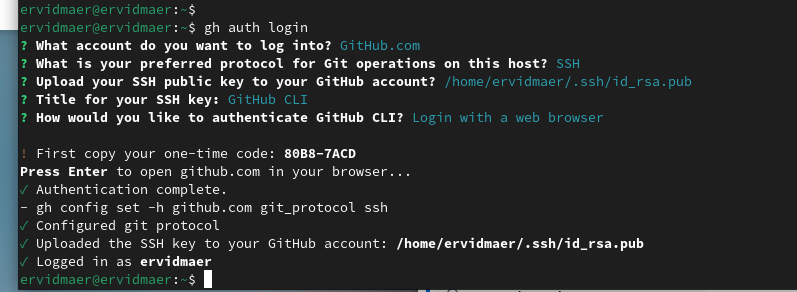 ervidmaer@ervidmaer:~$
ervidmaer@ervidmaer:~$ gh auth login
? What account do you want to log into? GitHub.com
? What is your preferred protocol for Git operations on this host? SSH
? Upload your SSH public key to your GitHub account? /home/ervidmaer/.ssh/id_rsa.pub
? Title for your SSH key: GitHub CLI
? How would you like to authenticate GitHub CLI? Login with a web browser
! First copy your one-time code: 80B8-7ACD
Press Enter to open github.com in your browser...
✓ Authentication complete.
- gh config set -h github.com git_protocol ssh
✓ Configured git protocol
✓ Uploaded the SSH key to your GitHub account: /home/ervidmaer/.ssh/id_rsa.pub
✓ Logged in as ervidmaer
ervidmaer@ervidmaer:~$